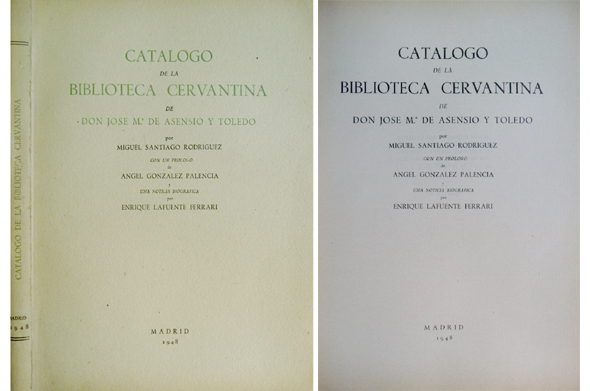 CATALOGO DE LA BIBLIOTECA CERVANTINA
MADRID
1948
CATALOGO
DE LA
BIBLIOTECA CERVANTINA
DE
DON JOSE M.ª DE ASENSIO Y TOLEDO
por
MIGUEL SANTIAGO RODRIGUEZ
CON UN PROLOGO
de
ANGEL GONZALEZ PALENCIA
y
UNA NOTICIA BIOGRAFICA
por
ENRIQUE LAFUENTE FERRARI
MADRID
1948
CATALOGO
DE LA
BIBLIOTECA CERVANTINA
DE
DON JOSE M.ª DE ASENSIO Y TOLEDO
por
MIGUEL SANTIAGO RODRIGUEZ
CON UN PROLOGO
de
ANGEL GONZALEZ PALENCIA
y
UNA NOTICIA BIOGRAFICA
por
ENRIQUE LAFUENTE FERRARI
MADRID
1948